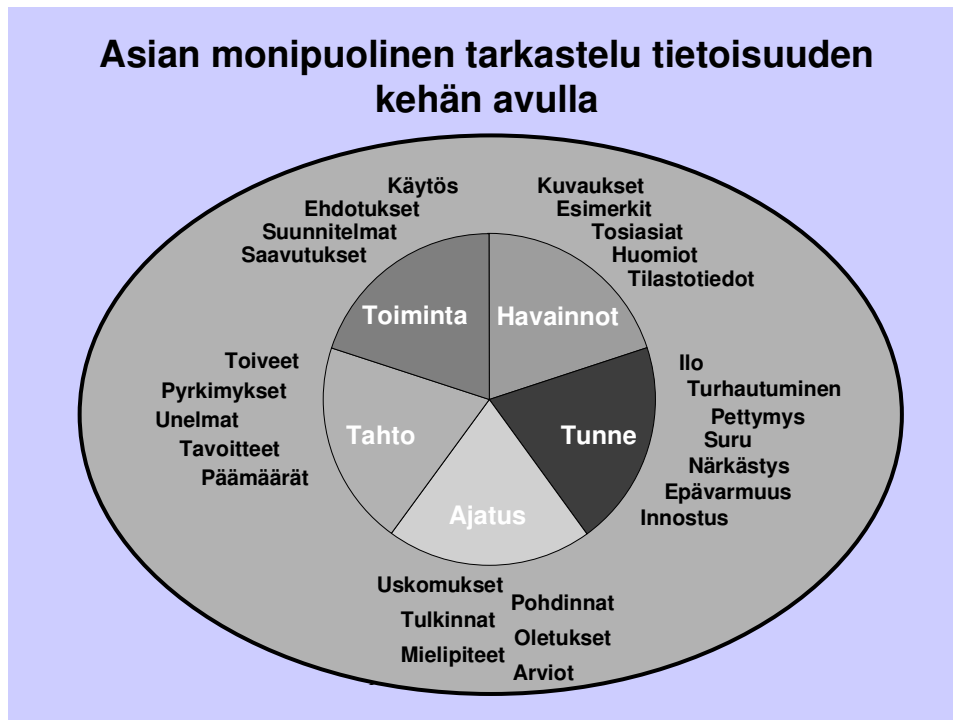 Asian monipuolinen tarkastelu tietoisuuden
kehän avulla
Käytös
Ehdotukset
Suunnitelmat
Saavutukset
Kuvaukset
Esimerkit
Tosiasiat
Huomiot
Tilastotiedot
Toiminta
Havainnot
Toiveet
Pyrkimykset
Unelmat
Tavoitteet
Päämäärät
Tahto
Tunne
Ilo
Turhautuminen
Pettymys
Suru
Närkästys
Epävarmuus
Innostus
Ajatus
Uskomukset
Tulkinnat
Mielipiteet
Pohdinnat
Oletukset
Arviot